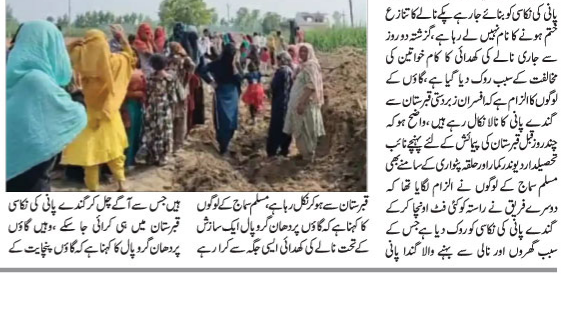 پانی کی نکاسی کو بنائے جارہے پکے نالے کا تنازع
ختم ہونے کا نام نہیں لے رہا ہے،گزشتہ دو روز
سے جاری نالے کی کھدائی کا کام خواتین کی
مخالفت کے سبب روک دیا گیا ہے،گاؤں کے
لوگوں کا الزام ہے کہ افسران زبردستی قبرستان سے
گندے پانی کا نالا نکال رہے ہیں،واضح ہو کہ
چندروز قبل قبرستان کی پیمائش کے لئے پہنچے نائب
تحصیلدار دیوندر کمار اور حلقہ پٹواری کے سامنے بھی
مسلم سماج کے لوگوں نے الزام لگایا تھا کہ
دوسرے فریق نے راستہ کو کئی فٹ اونچا کر کے
گندے پانی کی نکاسی کو روک دیا ہے جس کے
سبب گھروں اور نالی سے بہنے والا گندا پانی
قبرستان سے ہو کر نکل رہا ہے،مسلم سماج کے لوگوں
کا کہنا ہے کہ گاؤں پردھان گروپال ایک سازش
کے تحت نالے کی کھدائی ایسی جگہ سے کرا رہے
ہیں جس سے آگے چل کر گندے پانی کی نکاسی
قبرستان میں ہی کرائی جا سکے ،وہیں گاؤں
پردھان گروپال کا کہنا ہے کہ گاؤں پنچایت کے